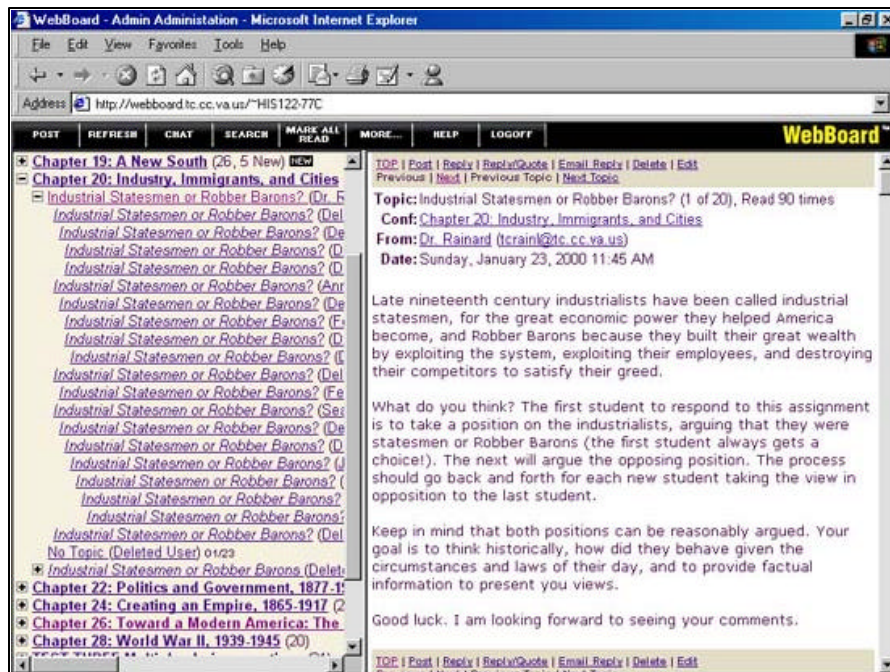 WebBoard - Admin Administation - Microsoft Internet Explorer
File Edit View Favorites Tools Help
Address http://webboard.tc.cc.va.us/~HIS122-77C
POST REFRESH CHAT SEARCH MARK ALL READ MORE... HELP LOGOFF WebBoard
Chapter 19: A New South (26, 5 New) NEW
Chapter 20: Industry, Immigrants, and Cities
Industrial Statesmen or Robber Barons? (Dr. R
Industrial Statesmen or Robber Barons? (Del
Industrial Statesmen or Robber Barons? (De
Industrial Statesmen or Robber Barons? (D
Industrial Statesmen or Robber Barons? (D
Industrial Statesmen or Robber Barons? (Ann
Industrial Statesmen or Robber Barons? (De
Industrial Statesmen or Robber Barons? (F
Industrial Statesmen or Robber Barons? (D
Industrial Statesmen or Robber Barons? (D
Industrial Statesmen or Robber Barons? (Del
Industrial Statesmen or Robber Barons? (Fe
Industrial Statesmen or Robber Barons? (Sea
Industrial Statesmen or Robber Barons? (De
Industrial Statesmen or Robber Barons? (D
Industrial Statesmen or Robber Barons? (J
Industrial Statesmen or Robber Barons? (
Industrial Statesmen or Robber Barons?
Industrial Statesmen or Robber Barons?
Industrial Statesmen or Robber Barons? (Del
No Topic (Deleted User) 01/23
Industrial Statesmen or Robber Barons (Delet
Chapter 22: Politics and Government, 1877-1
Chapter 24: Creating an Empire, 1865-1917 (2
Chapter 26: Toward a Modern America: The
Chapter 28: World War II, 1939-1945 (20)
TOP | Post | Reply | Reply/Quote | Email Reply | Delete | Edit
Previous | Next | Previous Topic | Next Topic
Topic: Industrial Statesmen or Robber Barons? (1 of 20), Read 90 times
Conf: Chapter 20: Industry, Immigrants, and Cities
From: Dr. Rainard (tcrainl@tc.cc.va.us)
Date: Sunday, January 23, 2000 11:45 AM
Late nineteenth century industrialists have been called industrial
statesmen, for the great economic power they helped America
become, and Robber Barons because they built their great wealth
by exploiting the system, exploiting their employees, and destroying
their competitors to satisfy their greed.
What do you think? The first student to respond to this assignment
is to take a position on the industrialists, arguing that they were
statesmen or Robber Barons (the first student always gets a
choice!). The next will argue the opposing position. The process
should go back and forth for each new student taking the view in
opposition to the last student.
Keep in mind that both positions can be reasonably argued. Your
goal is to think historically, how did they behave given the
circumstances and laws of their day, and to provide factual
information to present you views.
Good luck. I am looking forward to seeing your comments.
TOP | Post | Reply | Reply/Quote | Email Reply | Delete | Edit